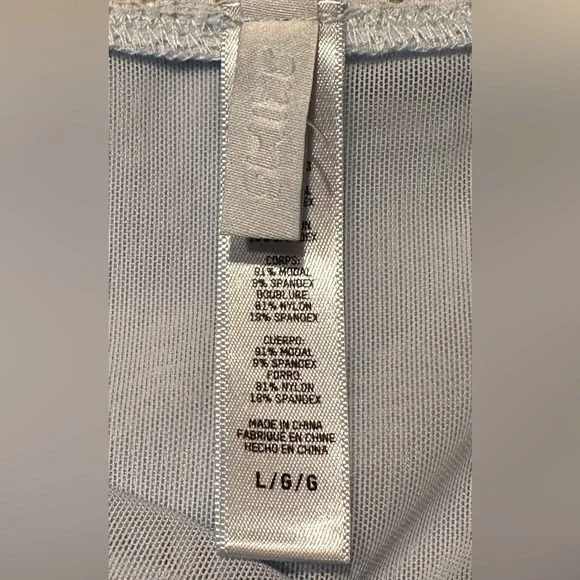 CORPS:
91% MODAL
9% SPANDEX
DOUBLURE:
81% NYLON
19% SPANDEX
CUERPO:
91% MODAL
9% SPANDEX
FORRO:
81% NYLON
19% SPANDEX
MADE IN CHINA
FABRIQUÉ EN CHINE
HECHO EN CHINA
L/G/G